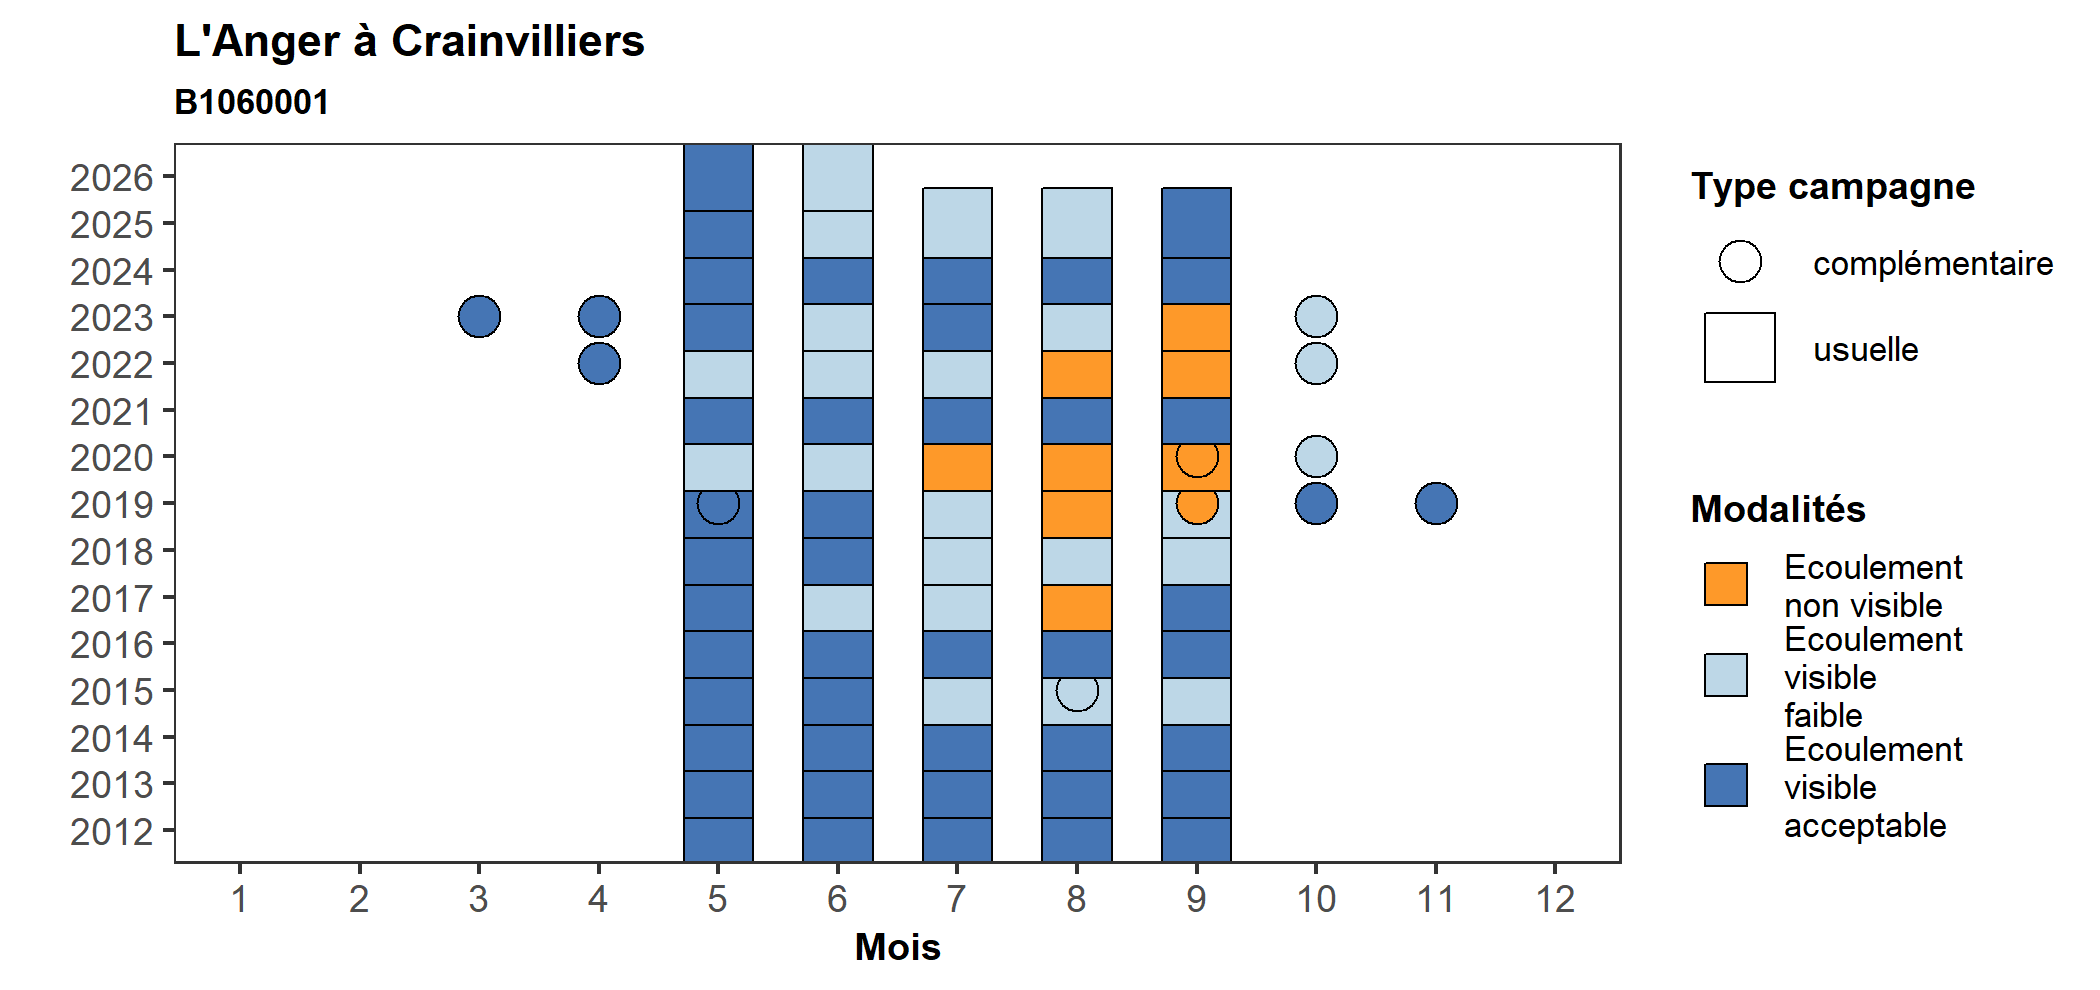 L'Anger à Crainvilliers
B1060001
2026
2025
2024
2023
2022
2021
2020
2019
2018
2017
2016
2015
2014
2013
2012
1 2 3 4 5 6 7 8 9 10 11 12
Mois
Type campagne
complémentaire
usuelle
Modalités
Ecoulement
non visible
Ecoulement
visible
faible
Ecoulement
visible
acceptable